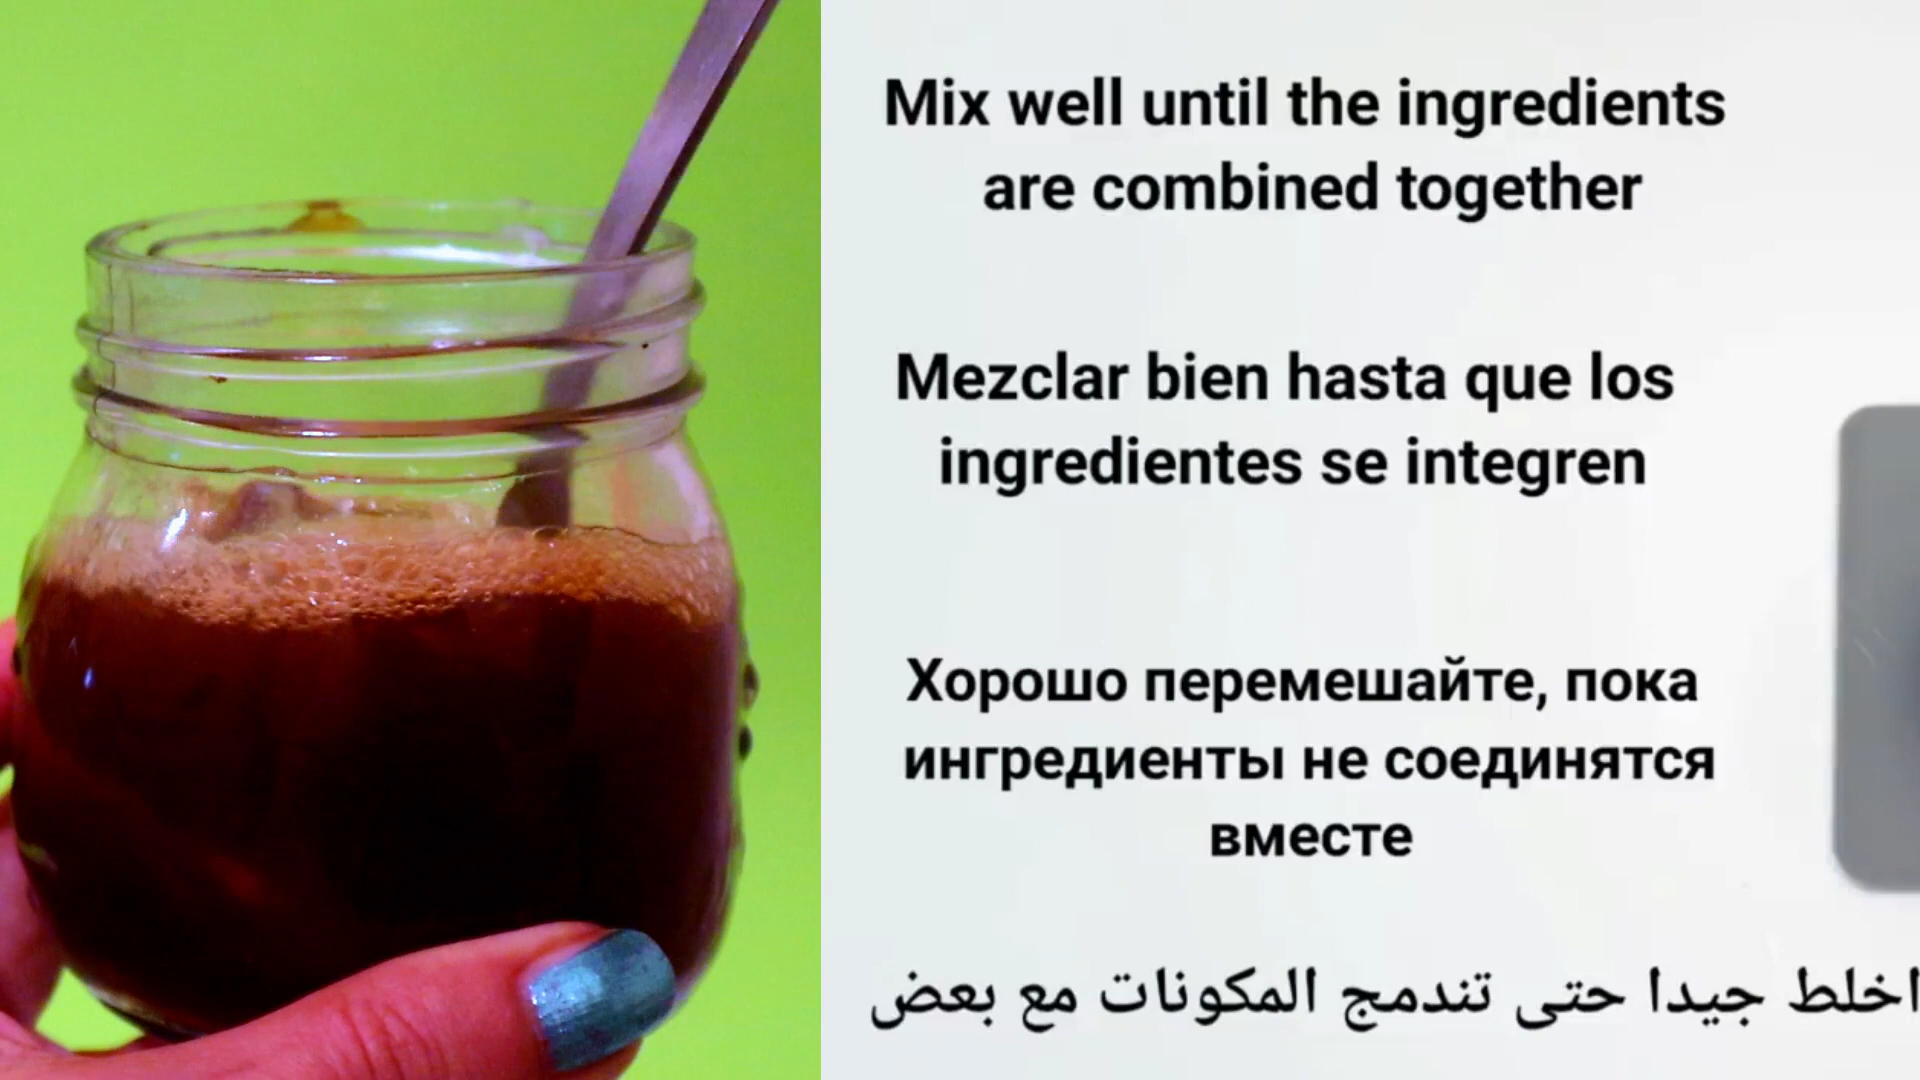 Mix well until the ingredients
are combined together
Mezclar bien hasta que los
ingredientes se integren
Хорошо перемешайте, пока
ингредиенты не соединятся
вместе
اخلط جيدا حتى تندمج المكونات مع بعض